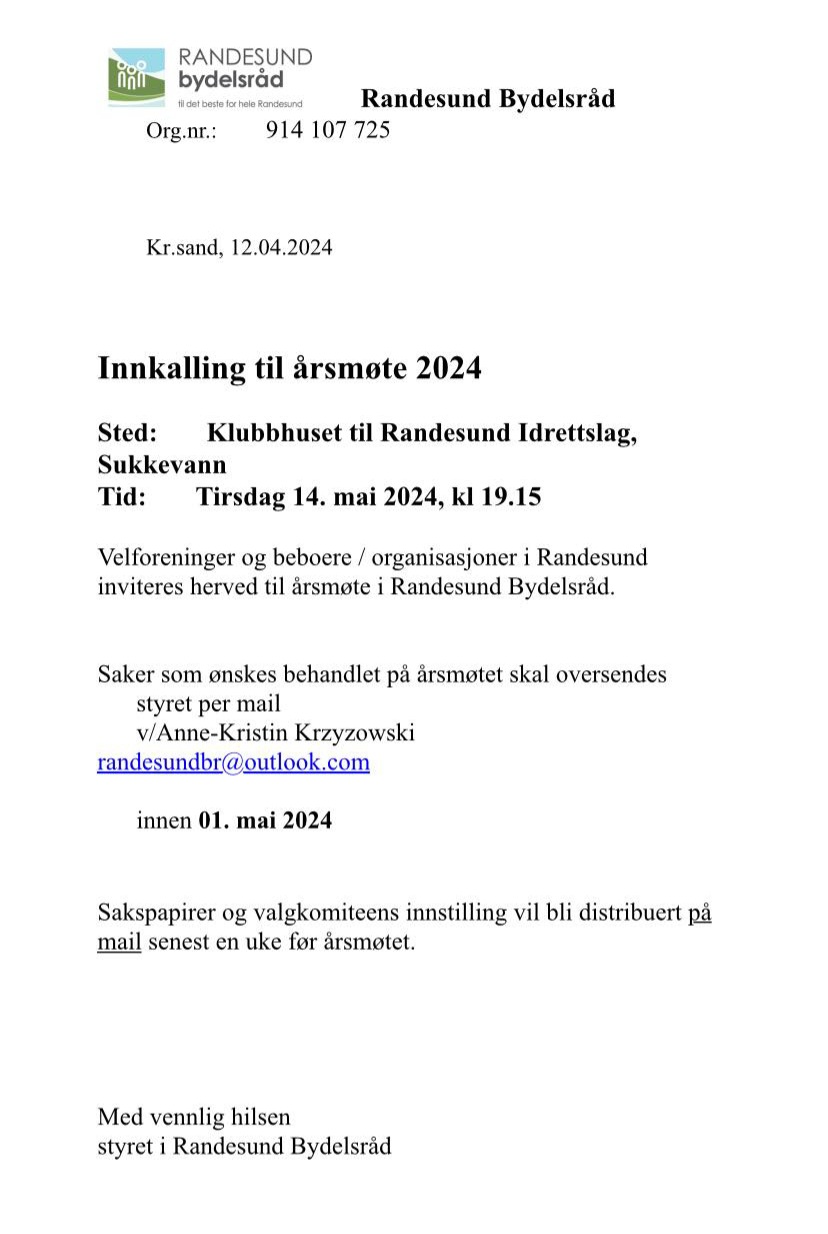 RANDESUND
bydelsråd
til det beste for hele Randesund
Randesund Bydelsråd
Org.nr.: 914 107 725
Kr.sand, 12.04.2024
Innkalling til årsmøte 2024
Sted: Klubbhuset til Randesund Idrettslag,
Sukkevann
Tid: Tirsdag 14. mai 2024, kl 19.15
Velforeninger og beboere / organisasjoner i Randesund
inviteres herved til årsmøte i Randesund Bydelsråd.
Saker som ønskes behandlet på årsmøtet skal oversendes
styret per mail
v/Anne-Kristin Krzyzowski
randesundbr@outlook.com
innen 01. mai 2024
Sakspapirer og valgkomiteens innstilling vil bli distribuert på
mail senest en uke før årsmøtet.
Med vennlig hilsen
styret i Randesund Bydelsråd